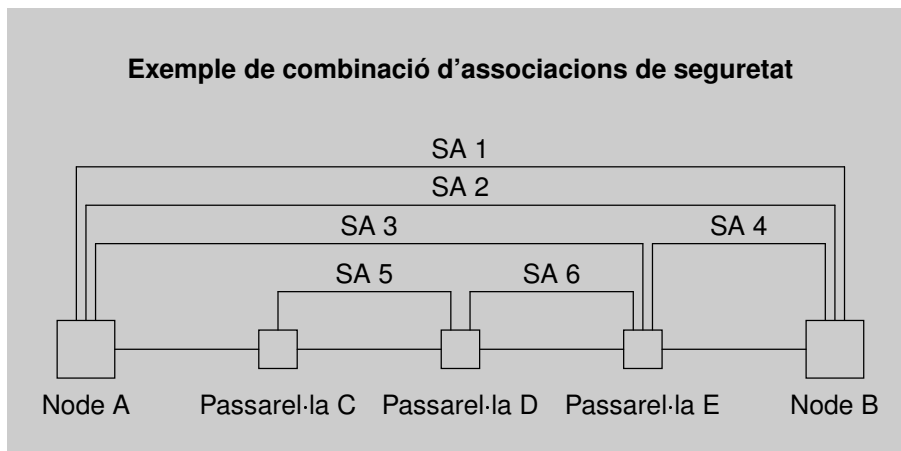 Exemple de combinació d'associacions de seguretat
SA 1
SA 2
SA 3
SA 4
SA 5
SA 6
Node A
Passarel·la C
Passarel·la D
Passarel·la E
Node B